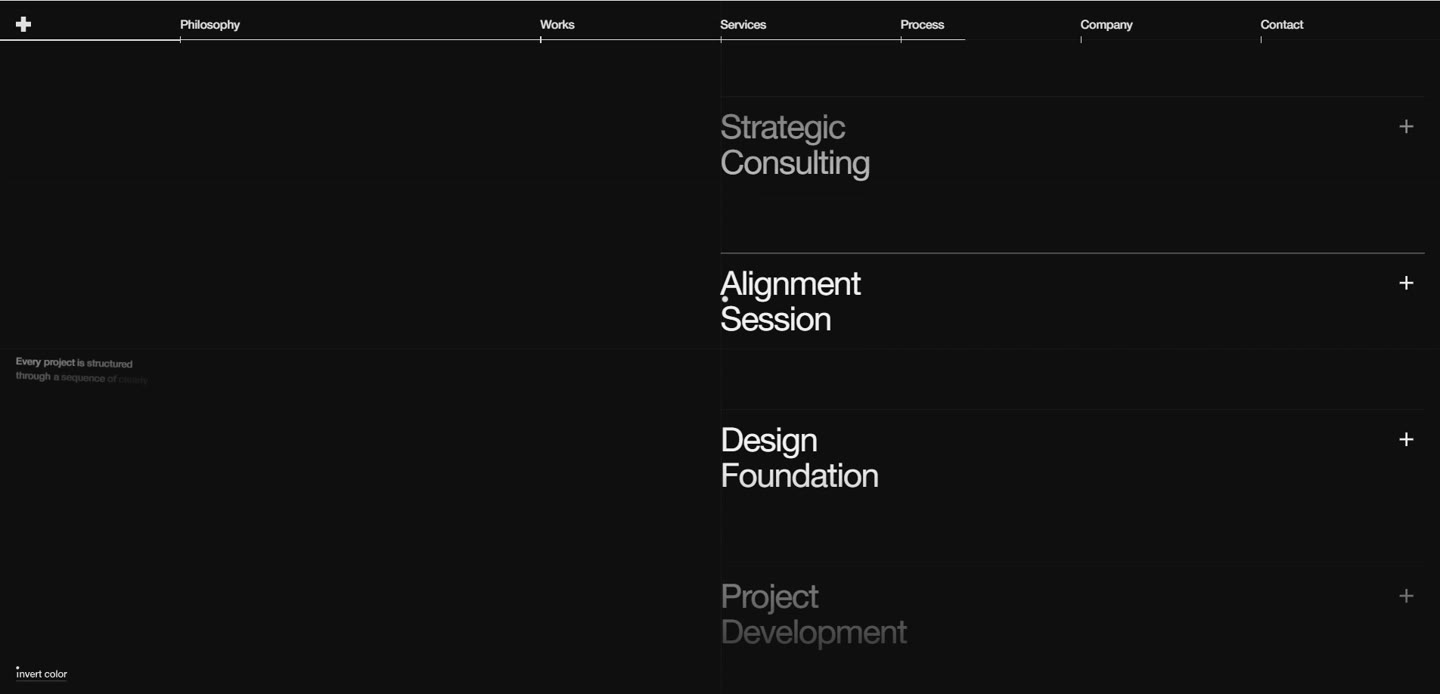 Philosophy
Works
Services
Process
Company
Contact
Strategic
Consulting
Alignment
Session
Every project is structured
through a sequence of
Design
Foundation
Project
Development
invert color